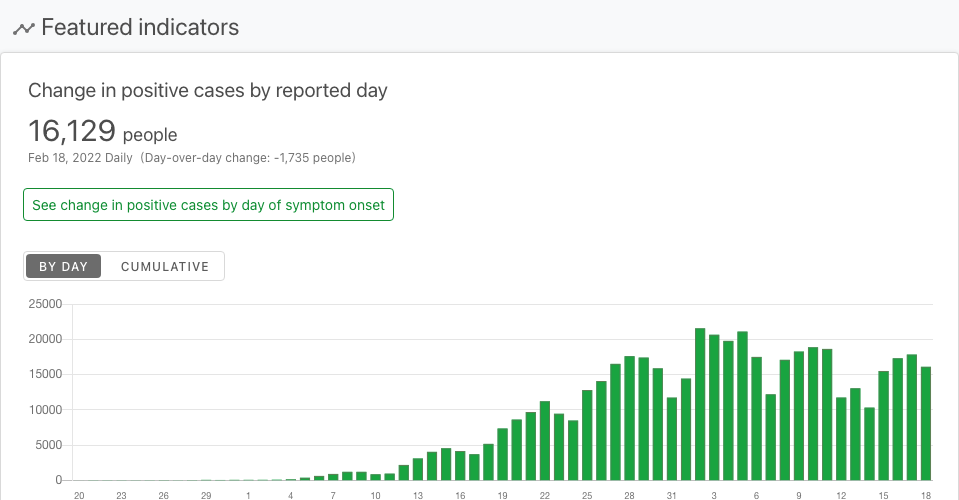 Featured indicators
Change in positive cases by reported day
16,129 people
Feb 18, 2022 Daily (Day-over-day change: -1,735 people)
See change in positive cases by day of symptom onset
BY DAY CUMULATIVE
25000
20000
15000
10000
5000
0
20 23 26 29 1 4 7 10 13 16 19 22 25 28 31 3 6 9 12 15 18